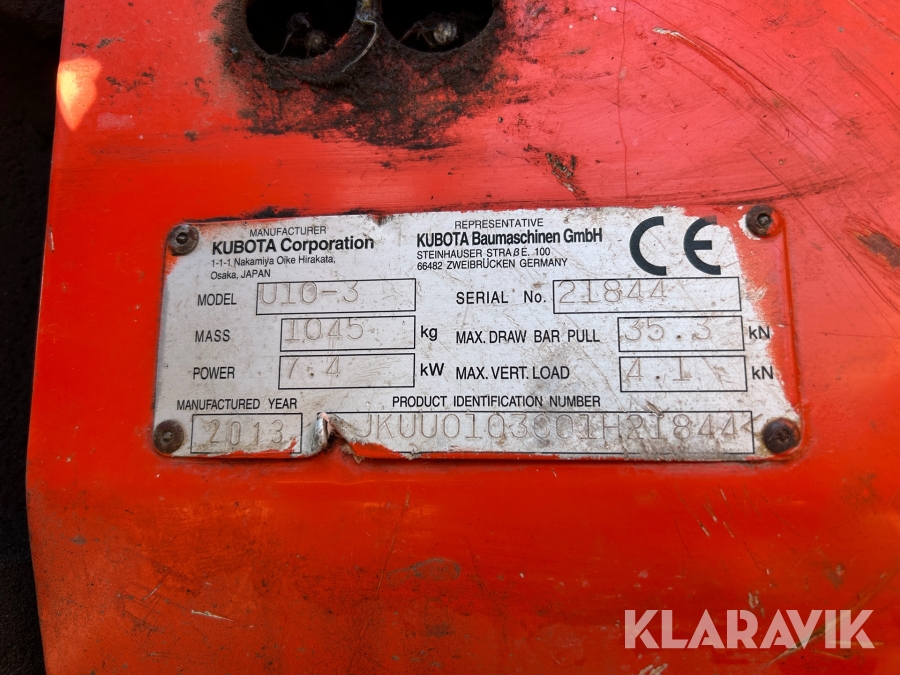 MANUFACTURER
KUBOTA Corporation
1-1-1 Nakamiya Oike Hirakata,
Osaka, JAPAN
REPRESENTATIVE
KUBOTA Baumaschinen GmbH
STEINHAUSER STRAßE. 100
66482 ZWEIBRÜCKEN GERMANY
CE
MODEL U10-3 SERIAL No. 21844
MASS 1045 kg MAX. DRAW BAR PULL 35.3 kN
POWER 7.4 kW MAX. VERT. LOAD 4.1 kN
MANUFACTURED YEAR PRODUCT IDENTIFICATION NUMBER
2013
KLARAVIK